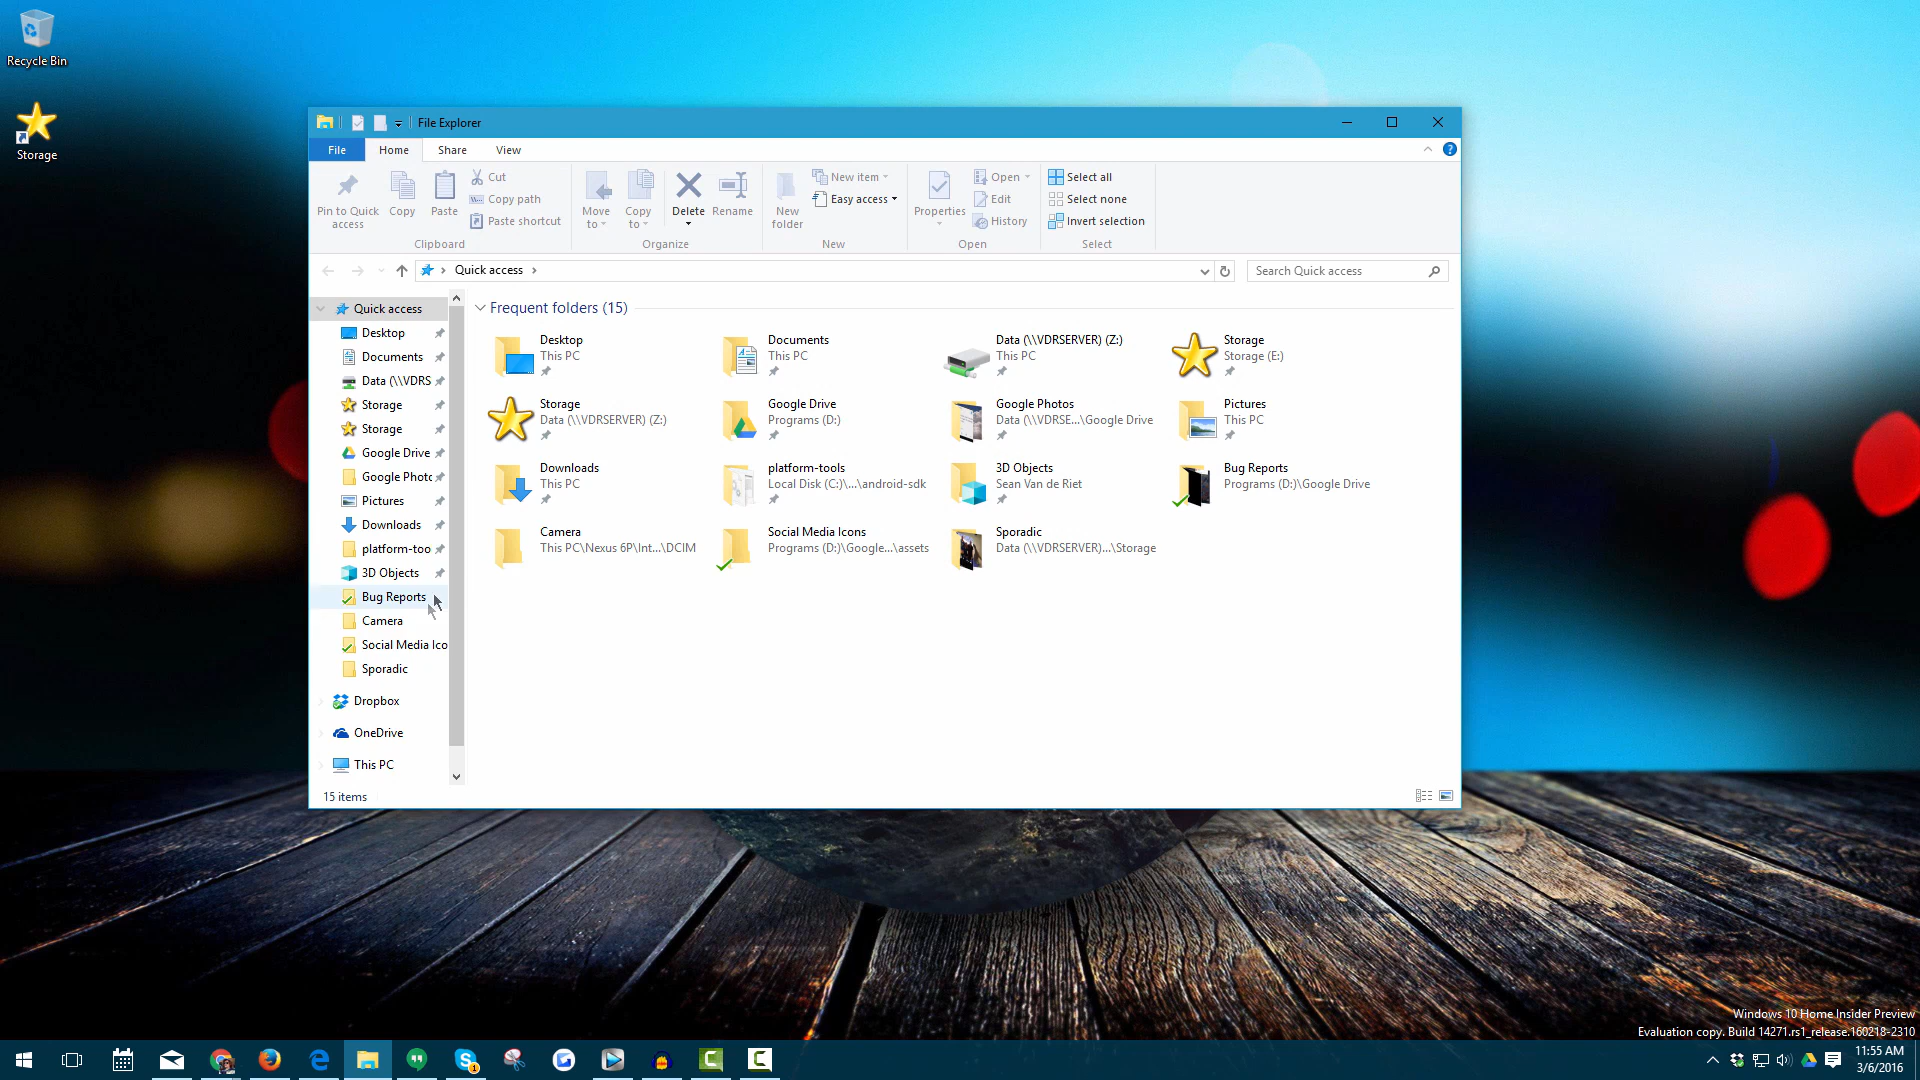 Recycle Bin
Storage
File Explorer
File Home Share View
Pin to Quick access
Copy
Paste
Cut
Copy path
Paste shortcut
Clipboard
Move to
Copy to
Delete
Rename
Organize
New folder
New item
Easy access
New
Properties
Open
Edit
History
Open
Select all
Select none
Invert selection
Select
Quick access
Search Quick access
Quick access
Desktop
Documents
Data (\\VDRS
Storage
Storage
Google Drive
Google Photo
Pictures
Downloads
platform-too
3D Objects
Bug Reports
Camera
Social Media Ico
Sporadic
Dropbox
OneDrive
This PC
15 items
Frequent folders (15)
Desktop
This PC
Documents
This PC
Data (\\VDRSERVER) (Z:)
This PC
Storage
Storage (E:)
Storage
Data (\\VDRSERVER) (Z:)
Google Drive
Programs (D:)
Google Photos
Data (\\VDRSE...\Google Drive
Pictures
This PC
Downloads
This PC
platform-tools
Local Disk (C:)\...\android-sdk
3D Objects
Sean Van de Riet
Bug Reports
Programs (D:)\Google Drive
Camera
This PC\Nexus 6P\Int...\DCIM
Social Media Icons
Programs (D:)\Google...\assets
Sporadic
Data (\\VDRSERVER)...\Storage
Windows 10 Home Insider Preview
Evaluation copy. Build 14271.rs1_release.160218-2310
11:55 AM
3/6/2016